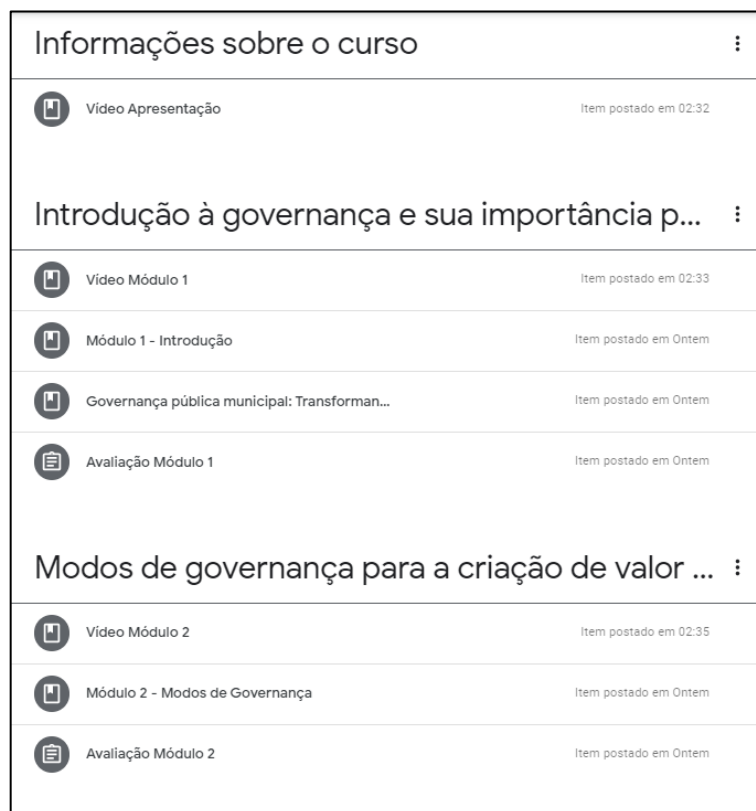 Informações sobre o curso
Vídeo Apresentação Item postado em 02:32
Introdução à governança e sua importância p...
Vídeo Módulo 1 Item postado em 02:33
Módulo 1 - Introdução Item postado em Ontem
Governança pública municipal: Transforman... Item postado em Ontem
Avaliação Módulo 1 Item postado em Ontem
Modos de governança para a criação de valor ...
Vídeo Módulo 2 Item postado em 02:35
Módulo 2 - Modos de Governança Item postado em Ontem
Avaliação Módulo 2 Item postado em Ontem